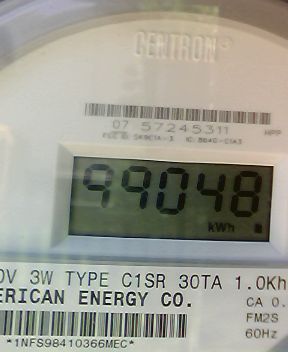 CENTRON®
07 57245311 HPP
99048
kWh
0V 3W TYPE C1SR 30TA 1.0Kh
ERICAN ENERGY CO. CA 0.
FM2S
60Hz
*1NFS98410366MEC*